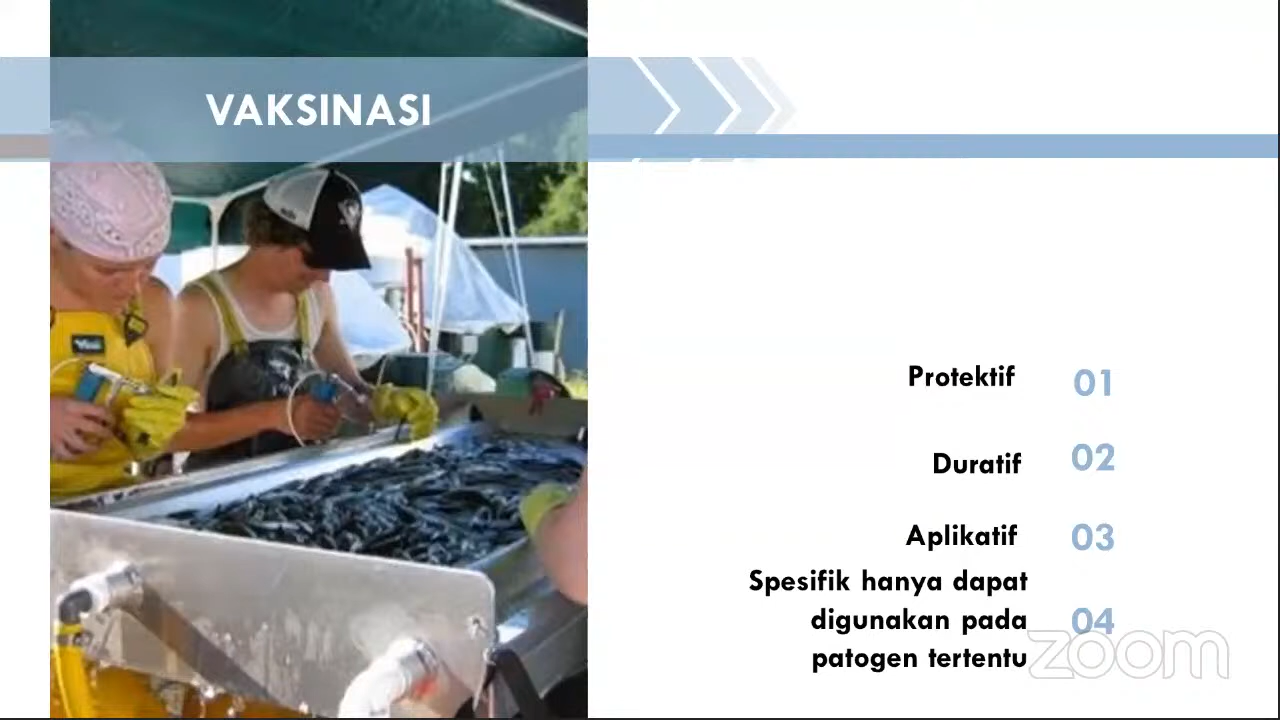 VAKSINASI
Protektif 01
Duratif 02
Aplikatif 03
Spesifik hanya dapat
digunakan pada 04
patogen tertentu
zoom